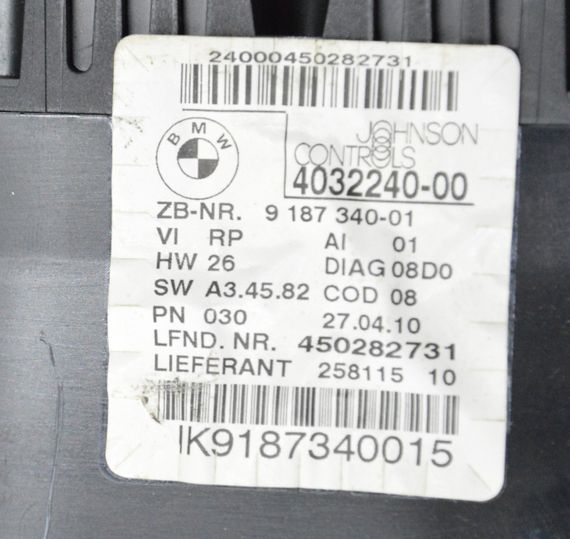 24000450282731
BMW
JOHNSON
CONTROLS
4032240-00
ZB-NR. 9 187 340-01
VI RP AI 01
HW 26 DIAG 08D0
SW A3.45.82 COD 08
PN 030 27.04.10
LFND. NR. 450282731
LIEFERANT 258115 10
IK9187340015